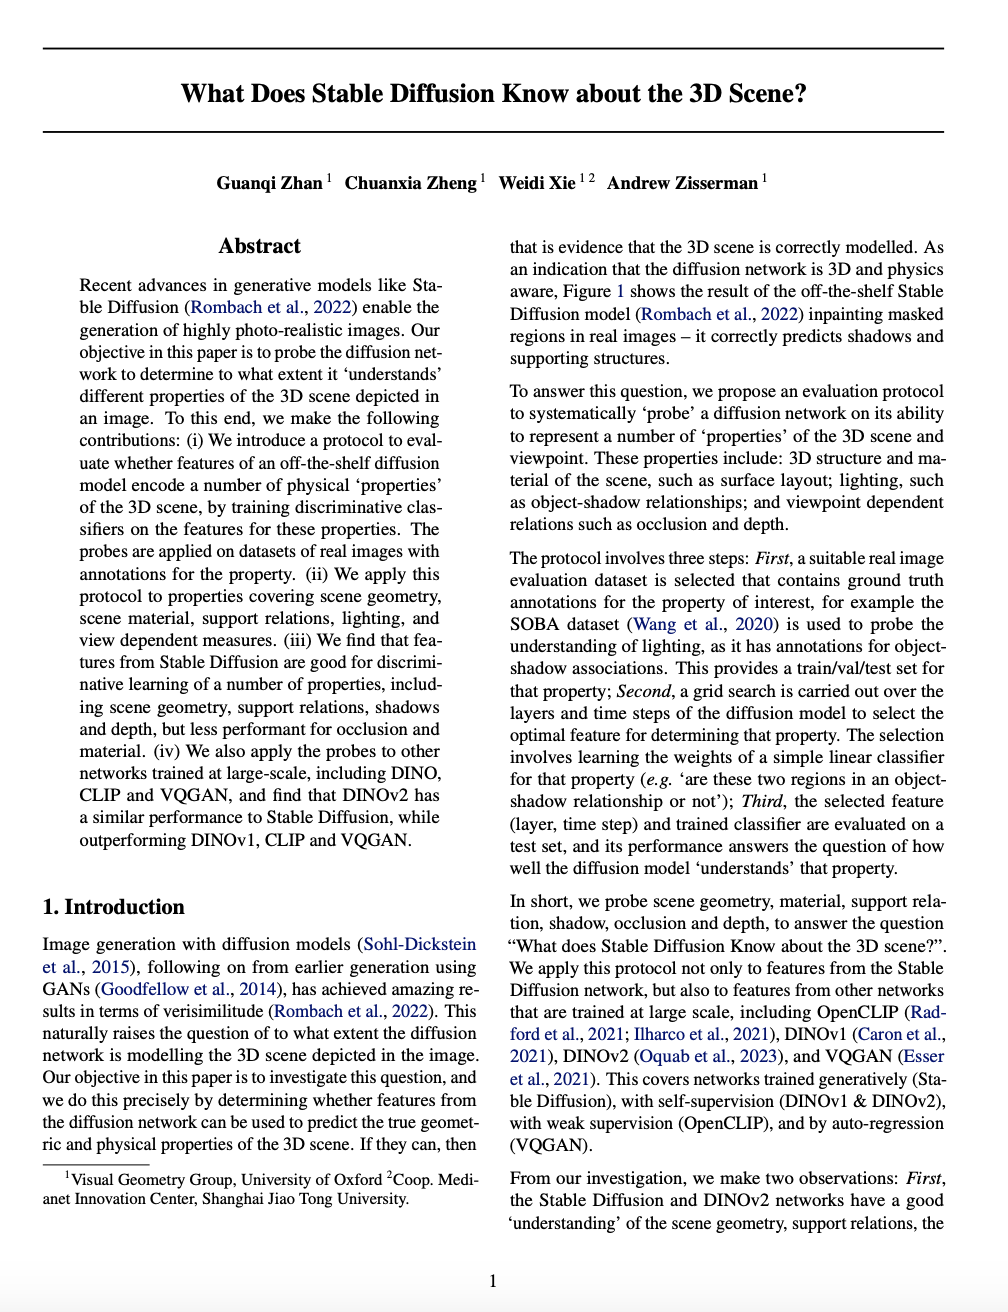 What Does Stable Diffusion Know about the 3D Scene?
Guanqi Zhan 1 Chuanxia Zheng 1 Weidi Xie 1 2 Andrew Zisserman 1
Abstract
Recent advances in generative models like Sta-
ble Diffusion (Rombach et al., 2022) enable the
generation of highly photo-realistic images. Our
objective in this paper is to probe the diffusion net-
work to determine to what extent it ‘understands’
different properties of the 3D scene depicted in
an image. To this end, we make the following
contributions: (i) We introduce a protocol to eval-
uate whether features of an off-the-shelf diffusion
model encode a number of physical ‘properties’
of the 3D scene, by training discriminative clas-
sifiers on the features for these properties. The
probes are applied on datasets of real images with
annotations for the property. (ii) We apply this
protocol to properties covering scene geometry,
scene material, support relations, lighting, and
view dependent measures. (iii) We find that fea-
tures from Stable Diffusion are good for discrimi-
native learning of a number of properties, includ-
ing scene geometry, support relations, shadows
and depth, but less performant for occlusion and
material. (iv) We also apply the probes to other
networks trained at large-scale, including DINO,
CLIP and VQGAN, and find that DINOv2 has
a similar performance to Stable Diffusion, while
outperforming DINOv1, CLIP and VQGAN.
1. Introduction
Image generation with diffusion models (Sohl-Dickstein
et al., 2015), following on from earlier generation using
GANs (Goodfellow et al., 2014), has achieved amazing re-
sults in terms of verisimilitude (Rombach et al., 2022). This
naturally raises the question of to what extent the diffusion
network is modelling the 3D scene depicted in the image.
Our objective in this paper is to investigate this question, and
we do this precisely by determining whether features from
the diffusion network can be used to predict the true geomet-
ric and physical properties of the 3D scene. If they can, then
1Visual Geometry Group, University of Oxford 2Coop. Medi-
anet Innovation Center, Shanghai Jiao Tong University.
that is evidence that the 3D scene is correctly modelled. As
an indication that the diffusion network is 3D and physics
aware, Figure 1 shows the result of the off-the-shelf Stable
Diffusion model (Rombach et al., 2022) inpainting masked
regions in real images – it correctly predicts shadows and
supporting structures.
To answer this question, we propose an evaluation protocol
to systematically ‘probe’ a diffusion network on its ability
to represent a number of ‘properties’ of the 3D scene and
viewpoint. These properties include: 3D structure and ma-
terial of the scene, such as surface layout; lighting, such
as object-shadow relationships; and viewpoint dependent
relations such as occlusion and depth.
The protocol involves three steps: First, a suitable real image
evaluation dataset is selected that contains ground truth
annotations for the property of interest, for example the
SOBA dataset (Wang et al., 2020) is used to probe the
understanding of lighting, as it has annotations for object-
shadow associations. This provides a train/val/test set for
that property; Second, a grid search is carried out over the
layers and time steps of the diffusion model to select the
optimal feature for determining that property. The selection
involves learning the weights of a simple linear classifier
for that property (e.g. ‘are these two regions in an object-
shadow relationship or not’); Third, the selected feature
(layer, time step) and trained classifier are evaluated on a
test set, and its performance answers the question of how
well the diffusion model ‘understands’ that property.
In short, we probe scene geometry, material, support rela-
tion, shadow, occlusion and depth, to answer the question
“What does Stable Diffusion Know about the 3D scene?”.
We apply this protocol not only to features from the Stable
Diffusion network, but also to features from other networks
that are trained at large scale, including OpenCLIP (Rad-
ford et al., 2021; Ilharco et al., 2021), DINOv1 (Caron et al.,
2021), DINOv2 (Oquab et al., 2023), and VQGAN (Esser
et al., 2021). This covers networks trained generatively (Sta-
ble Diffusion), with self-supervision (DINOv1 & DINOv2),
with weak supervision (OpenCLIP), and by auto-regression
(VQGAN).
From our investigation, we make two observations: First,
the Stable Diffusion and DINOv2 networks have a good
‘understanding’ of the scene geometry, support relations, the
1